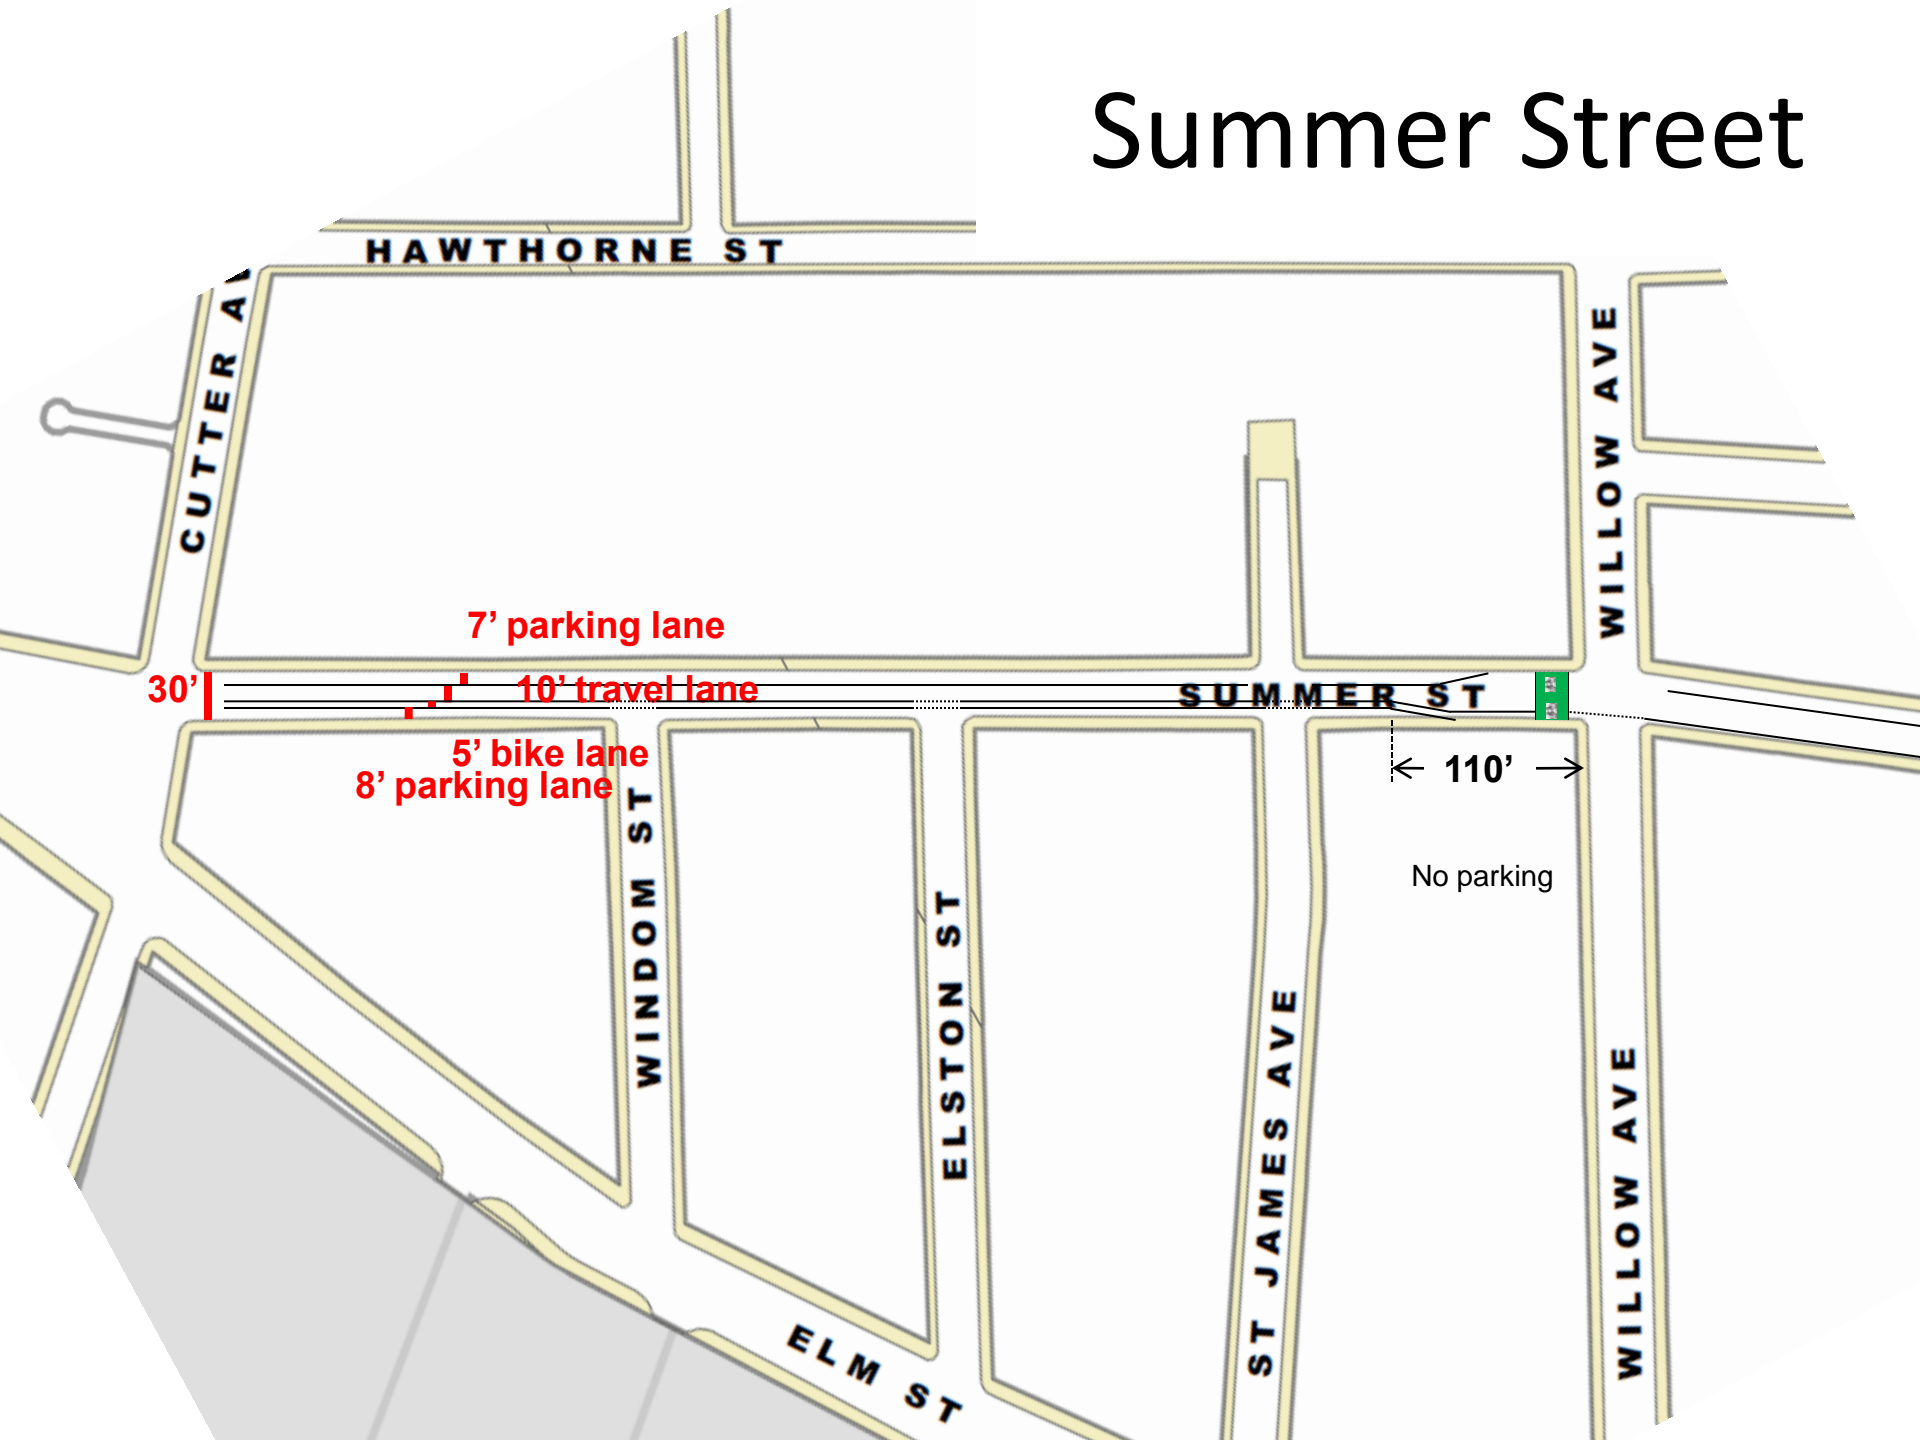 Summer Street
HAWTHORNE ST
CUTTER AV
WILLOW AVE
7’ parking lane
30’
10’ travel lane
SUMMER ST
5’ bike lane
8’ parking lane
110’
No parking
WINDOM ST
ELSTON ST
ST JAMES AVE
WILLOW AVE
ELM ST